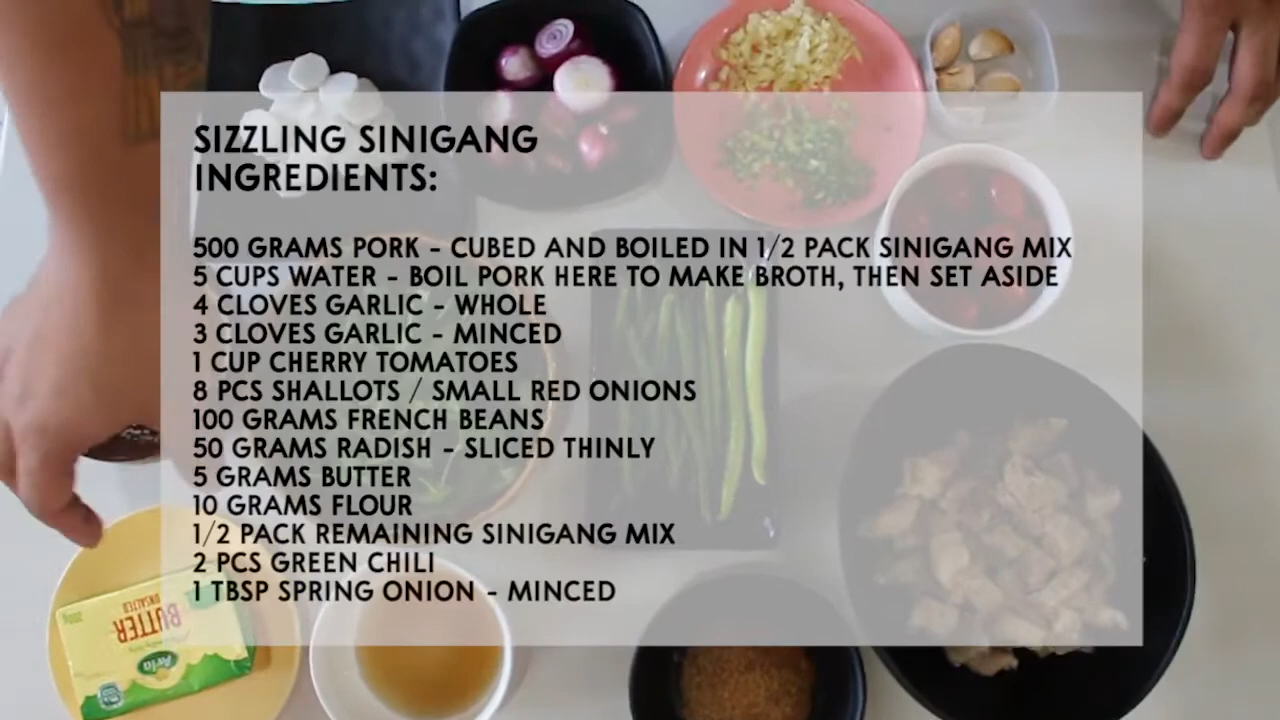 SIZZLING SINIGANG
INGREDIENTS:
500 GRAMS PORK - CUBED AND BOILED IN 1/2 PACK SINIGANG MIX
5 CUPS WATER - BOIL PORK HERE TO MAKE BROTH, THEN SET ASIDE
4 CLOVES GARLIC - WHOLE
3 CLOVES GARLIC - MINCED
1 CUP CHERRY TOMATOES
8 PCS SHALLOTS / SMALL RED ONIONS
100 GRAMS FRENCH BEANS
50 GRAMS RADISH - SLICED THINLY
5 GRAMS BUTTER
10 GRAMS FLOUR
1/2 PACK REMAINING SINIGANG MIX
2 PCS GREEN CHILI
1 TBSP SPRING ONION - MINCED
UNSALTED
BUTTER
Arla
200g